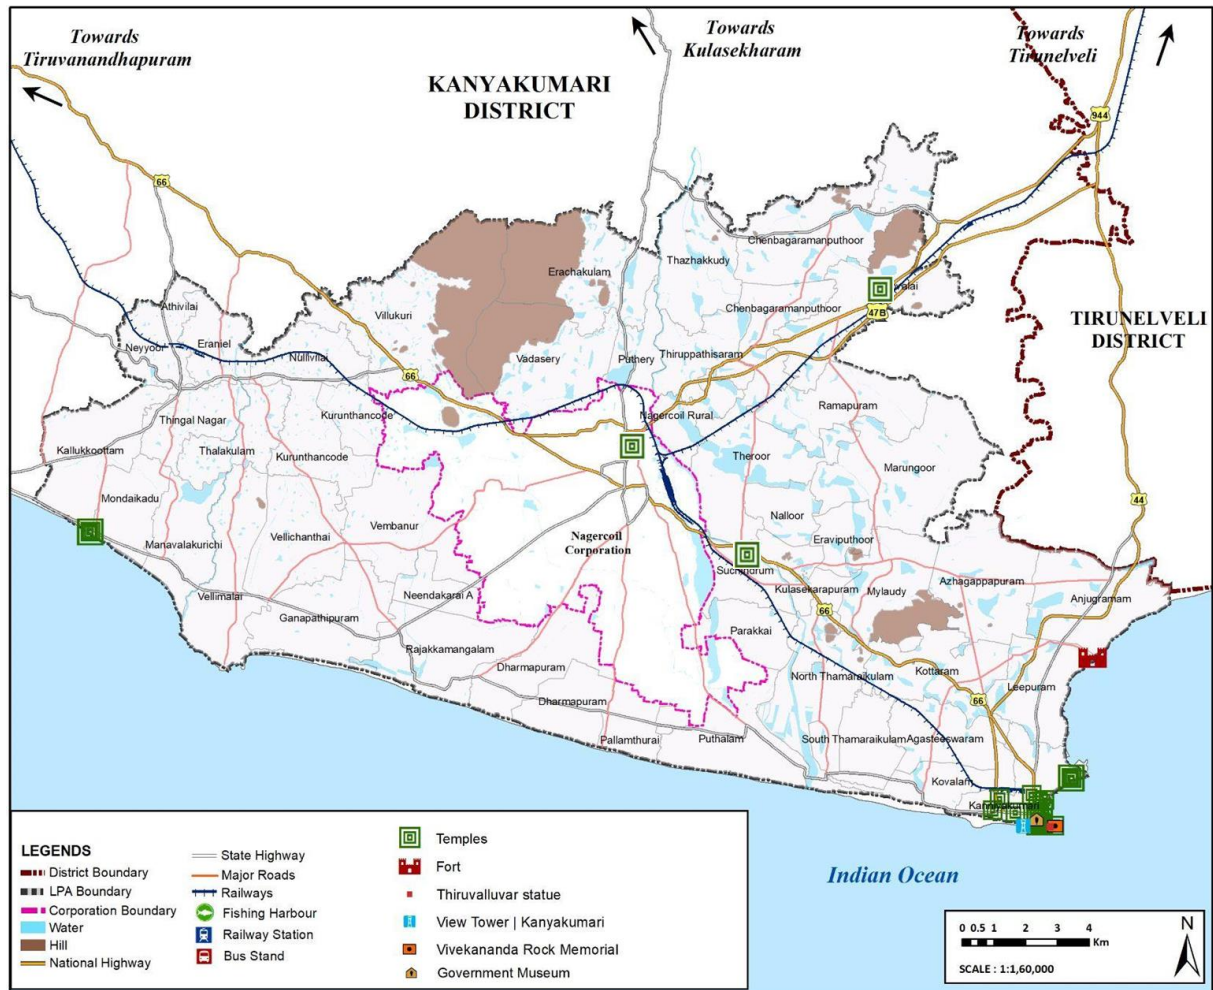 Towards
Tiruvanandhapuram
Towards
Kulasekharam
Towards
Tirunelveli
KANYAKUMARI
DISTRICT
944
66
Chenbagaramanputhoor
Thazhakkudy
Erachakulam
Athivilai
Villukuri
Chenbagaramanputhoor
47B
TIRUNELVELI
DISTRICT
Neyyoor
Eraniel
Nullivilai
Vadasery
Puthery
Thiruppathisaram
66
Kurunthancode
Nagercoil Rural
Ramapuram
Thingal Nagar
Kallukkoottam
Thalakulam
Kurunthancode
Theroor
Marungoor
Mondaikadu
44
Vembanur
Nalloor
Manavalakurichi
Vellichanthai
Nagercoil
Corporation
Eraviputhoor
Suchindrum
Azhagappapuram
Vellimalai
Neendakarai A
Kulasekarapuram
Mylaudy
Anjugramam
66
Ganapathipuram
Parakkai
Rajakkamangalam
Dharmapuram
North Thamaraikulam
Kottaram
Leepuram
Dharmapuram
66
Pallamthurai
Puthalam
South Thamaraikulam
Agasteeswaram
Kovalam
Kanniyakumari
Indian Ocean
LEGENDS
District Boundary
LPA Boundary
Corporation Boundary
Water
Hill
National Highway
State Highway
Major Roads
Railways
Fishing Harbour
Railway Station
Bus Stand
Temples
Fort
Thiruvalluvar statue
View Tower | Kanyakumari
Vivekananda Rock Memorial
Government Museum
0 0.5 1 2 3 4
Km
SCALE : 1:1,60,000
N